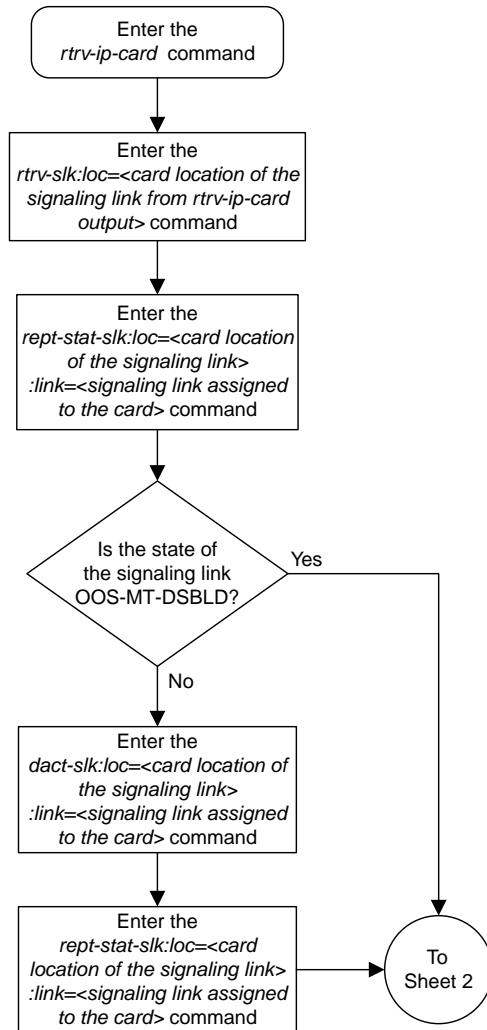 Enter the
rtrv-ip-card command
Enter the
rtrv-slk:loc=<card location of the
signaling link from rtrv-ip-card
output> command
Enter the
rept-stat-slk:loc=<card location
of the signaling link>
:link=<signaling link assigned
to the card> command
Is the state of
the signaling link
OOS-MT-DSBLD?
Yes
No
Enter the
dact-slk:loc=<card location of
the signaling link>
:link=<signaling link assigned
to the card> command
Enter the
rept-stat-slk:loc=<card
location of the signaling link>
:link=<signaling link assigned
to the card> command
To
Sheet 2